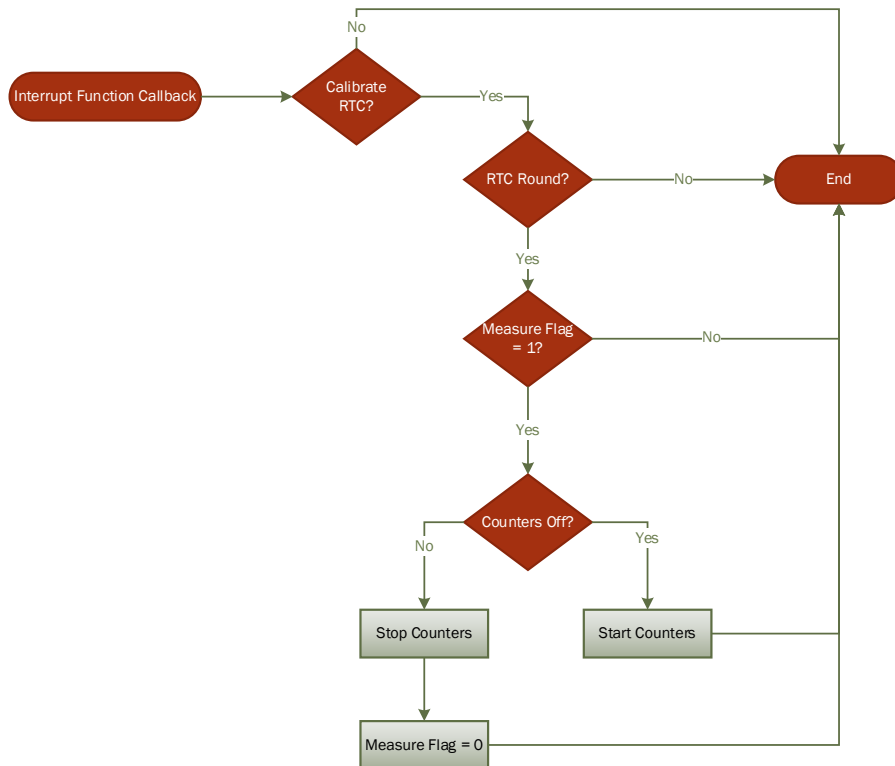 No
Interrupt Function Callback
Calibrate
RTC?
Yes
RTC Round?
No
End
Yes
Measure Flag
= 1?
No
Yes
Counters Off?
No
Yes
Stop Counters
Start Counters
Measure Flag = 0